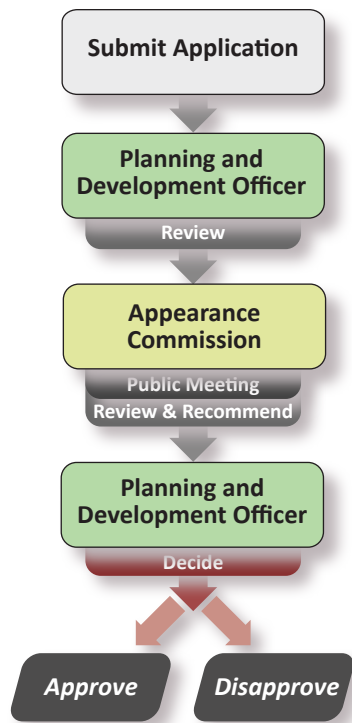 Submit Application
Planning and
Development Officer
Review
Appearance
Commission
Public Meeting
Review & Recommend
Planning and
Development Officer
Decide
Approve
Disapprove